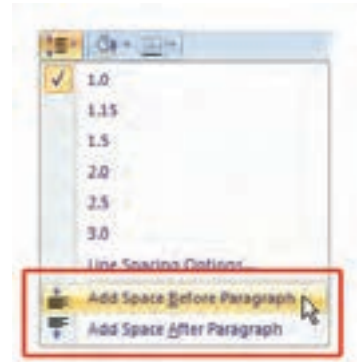 1.0
1.15
1.5
2.0
2.5
3.0
Line Spacing Options...
Add Space Before Paragraph
Add Space After Paragraph